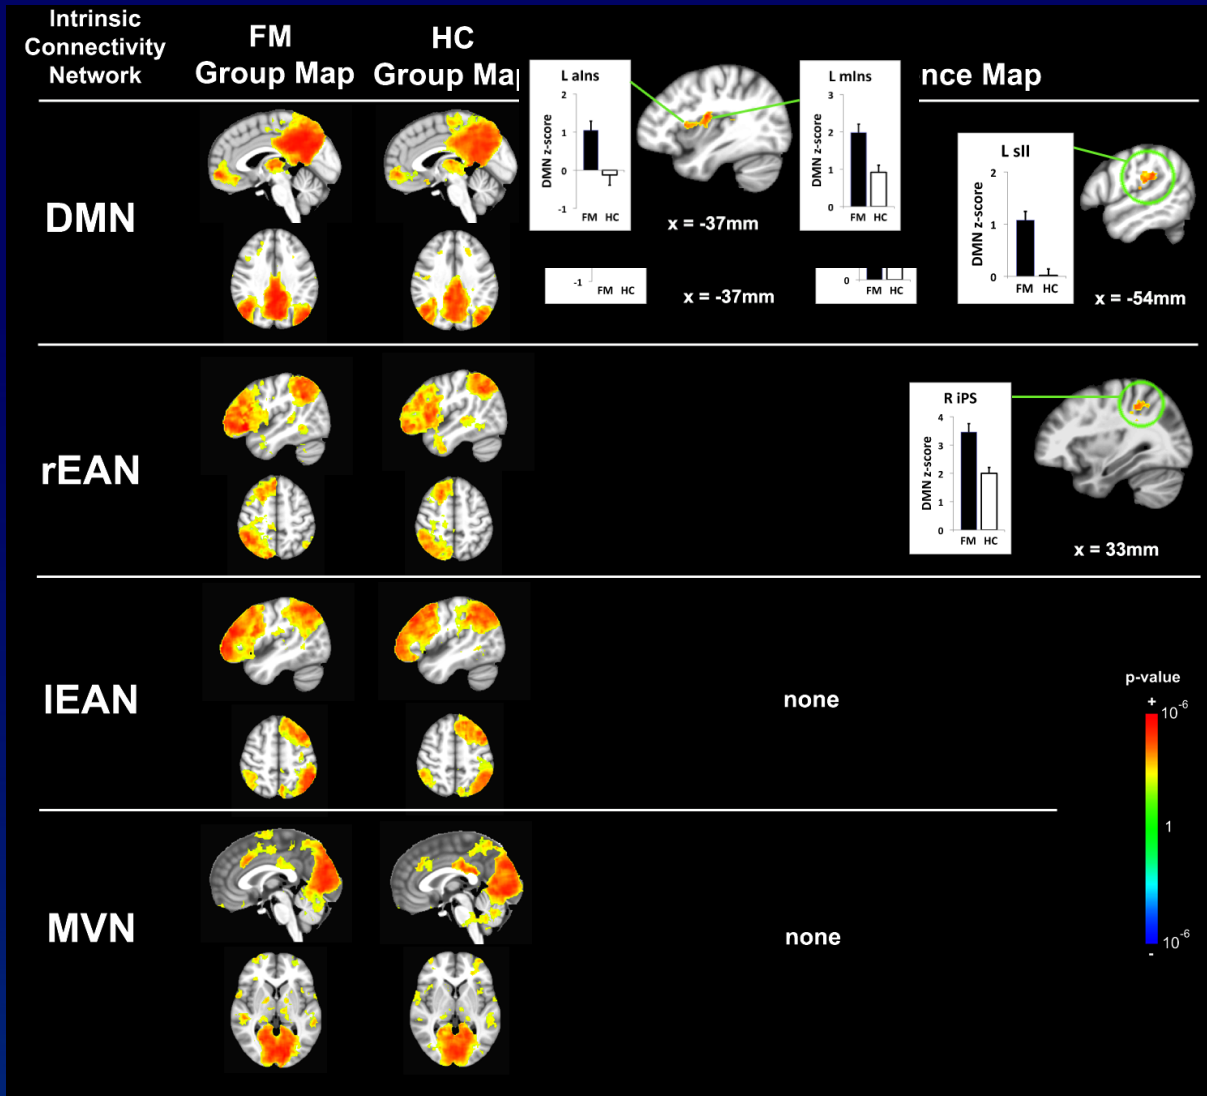 Intrinsic
Connectivity
Network
FM
Group Map
HC
Group Ma
nce Map
DMN
L aIns
2
1
0
-1
DMN z-score
FM HC
x = -37mm
L mIns
3
2
1
0
DMN z-score
FM HC
-1
FM HC
x = -37mm
0
FM HC
L sII
2
1
0
DMN z-score
FM HC
x = -54mm
rEAN
R iPS
4
3
2
1
0
DMN z-score
FM HC
x = 33mm
lEAN
none
p-value
+
10-6
1
10-6
-
MVN
none